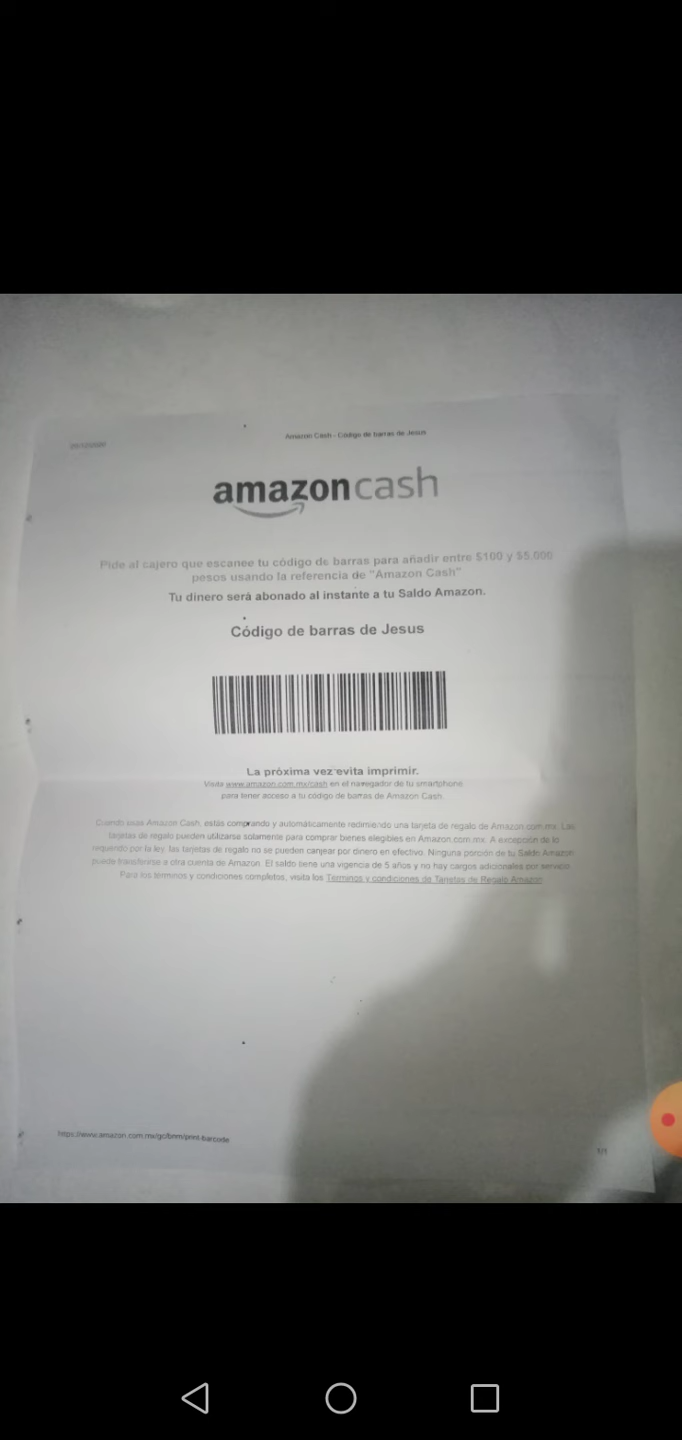 Amazon Cash - Código de barras de Jesus
amazoncash
Pide al cajero que escanee tu código de barras para añadir entre $100 y $5,000
pesos usando la referencia de "Amazon Cash"
Tu dinero será abonado al instante a tu Saldo Amazon.
Código de barras de Jesus
La próxima vez evita imprimir.
Visita www.amazon.com.mx/cash en el navegador de tu smartphone
para tener acceso a tu código de barras de Amazon Cash.
Cuando usas Amazon Cash, estás comprando y automáticamente redimiendo una tarjeta de regalo de Amazon.com.mx. Las
tarjetas de regalo pueden utilizarse solamente para comprar bienes elegibles en Amazon.com.mx. A excepción de lo
requerido por la ley, las tarjetas de regalo no se pueden canjear por dinero en efectivo. Ninguna porción de tu Saldo Amazon
puede transferirse a otra cuenta de Amazon. El saldo tiene una vigencia de 5 años y no hay cargos adicionales por servicio.
Para los términos y condiciones completos, visita los Términos y condiciones de Tarjetas de Regalo Amazon
https://www.amazon.com.mx/gc/bnm/print-barcode
1/1